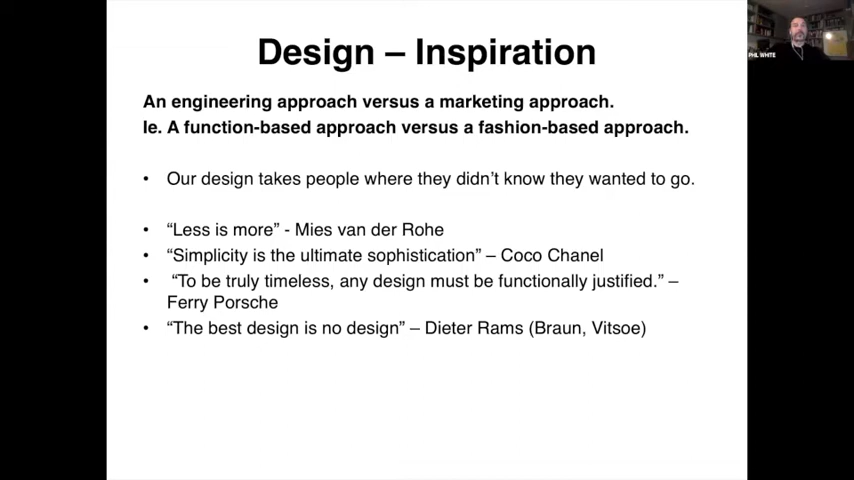 Design – Inspiration
An engineering approach versus a marketing approach.
Ie. A function-based approach versus a fashion-based approach.
• Our design takes people where they didn’t know they wanted to go.
• “Less is more” - Mies van der Rohe
• “Simplicity is the ultimate sophistication” – Coco Chanel
• “To be truly timeless, any design must be functionally justified.” –
Ferry Porsche
• “The best design is no design” – Dieter Rams (Braun, Vitsoe)
PHL WHITE